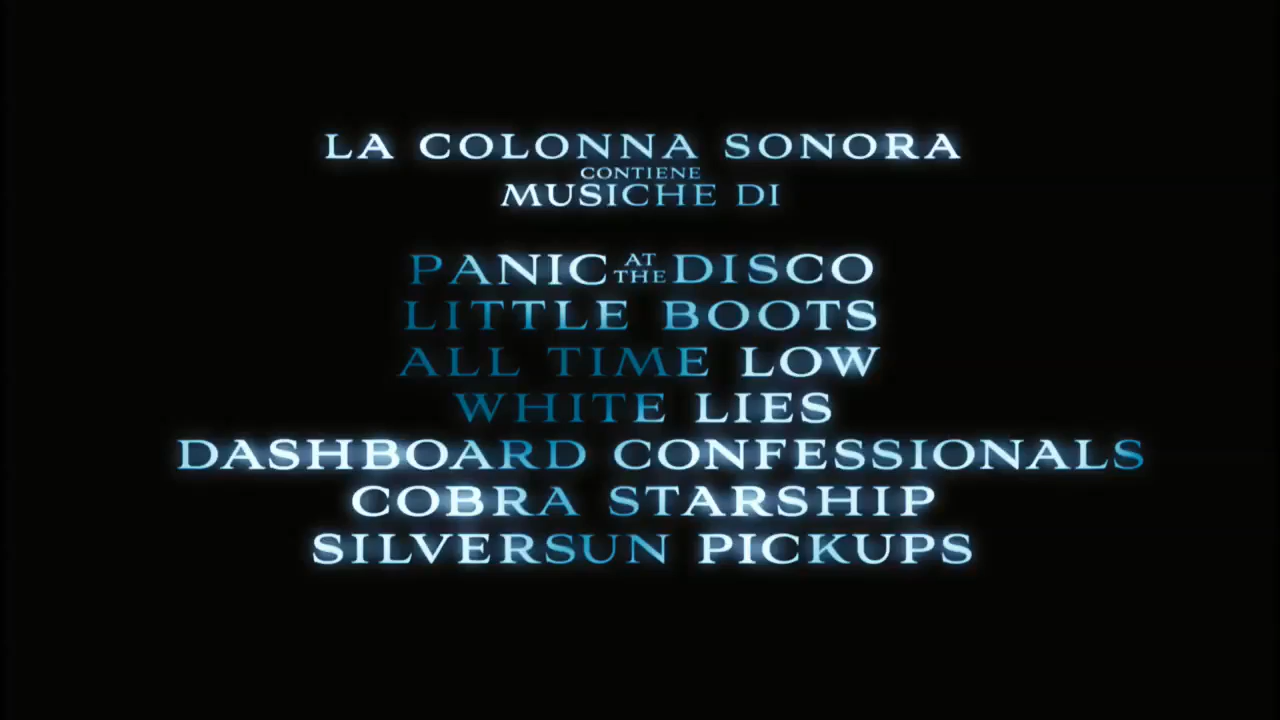 LA COLONNA SONORA
CONTIENE
MUSICHE DI
PANIC AT THE DISCO
LITTLE BOOTS
ALL TIME LOW
WHITE LIES
DASHBOARD CONFESSIONALS
COBRA STARSHIP
SILVERSUN PICKUPS